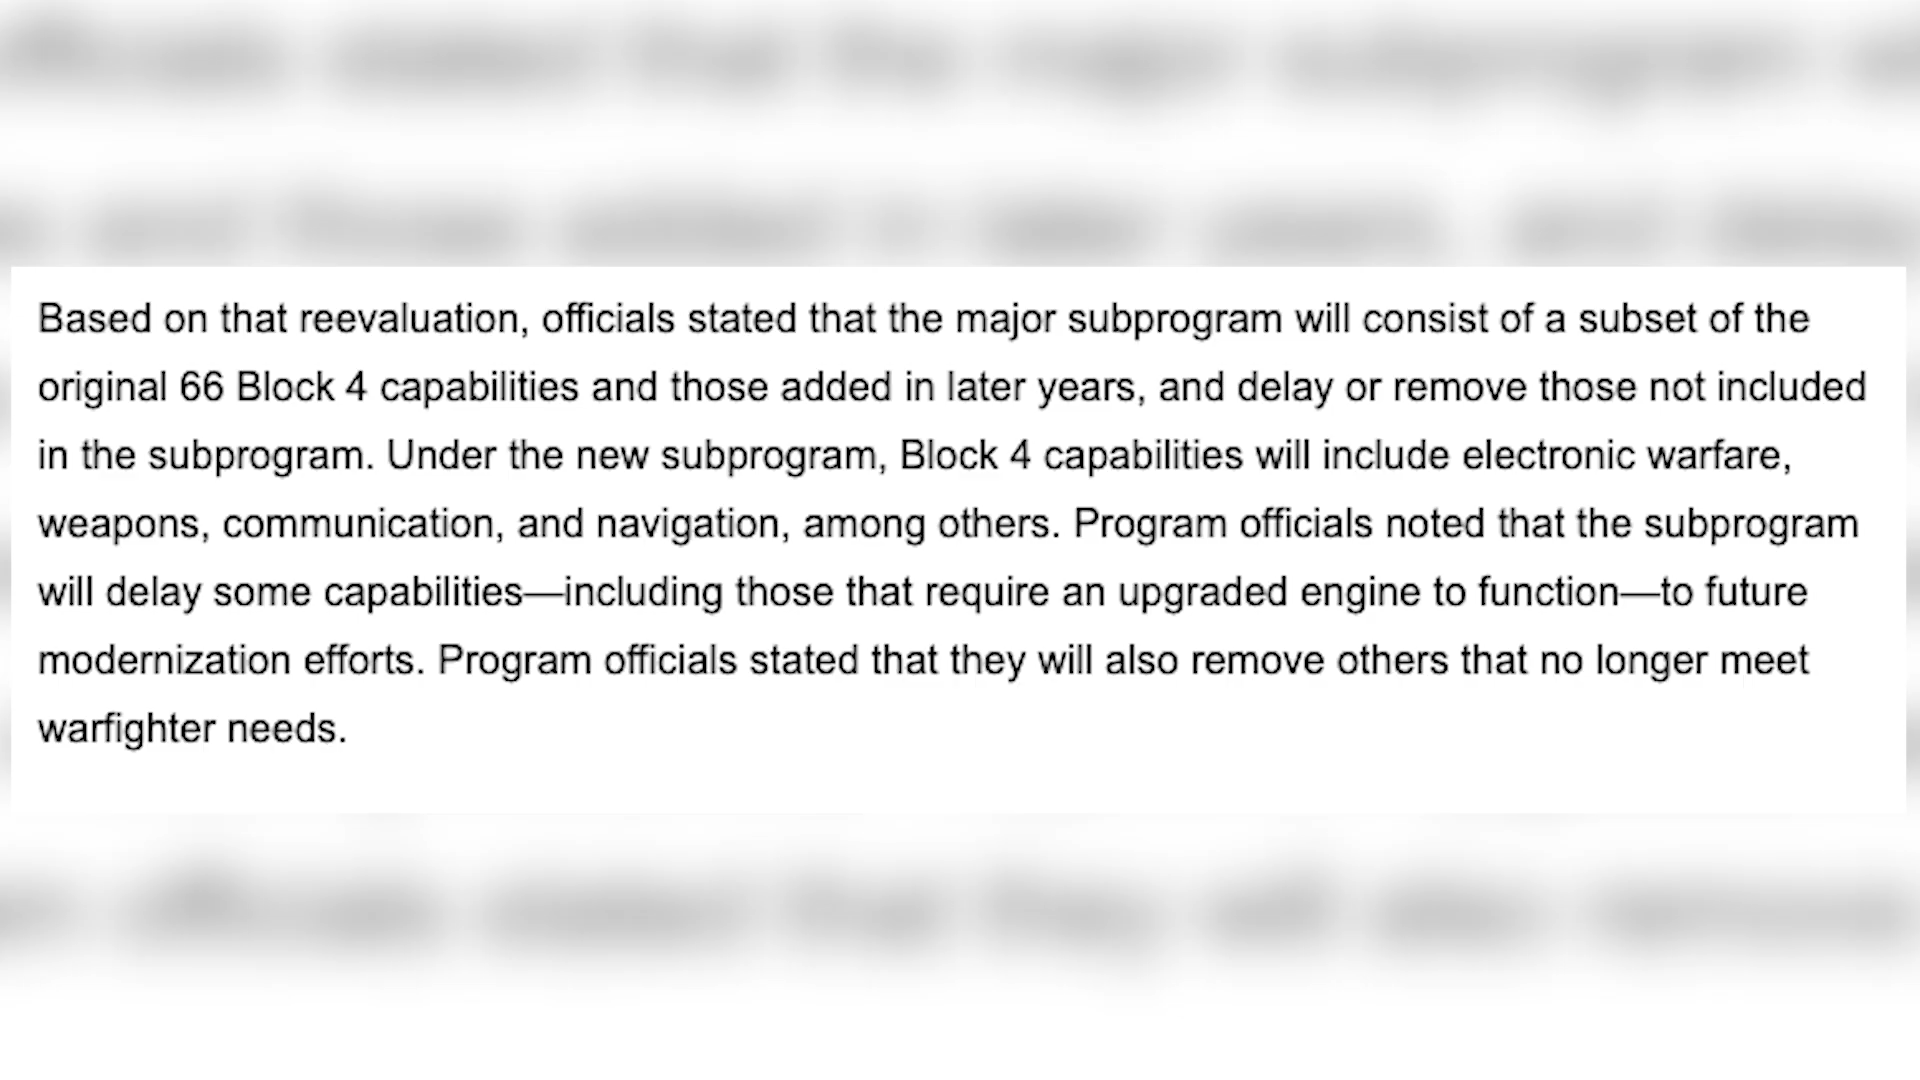 Based on that reevaluation, officials stated that the major subprogram will consist of a subset of the
original 66 Block 4 capabilities and those added in later years, and delay or remove those not included
in the subprogram. Under the new subprogram, Block 4 capabilities will include electronic warfare,
weapons, communication, and navigation, among others. Program officials noted that the subprogram
will delay some capabilities—including those that require an upgraded engine to function—to future
modernization efforts. Program officials stated that they will also remove others that no longer meet
warfighter needs.